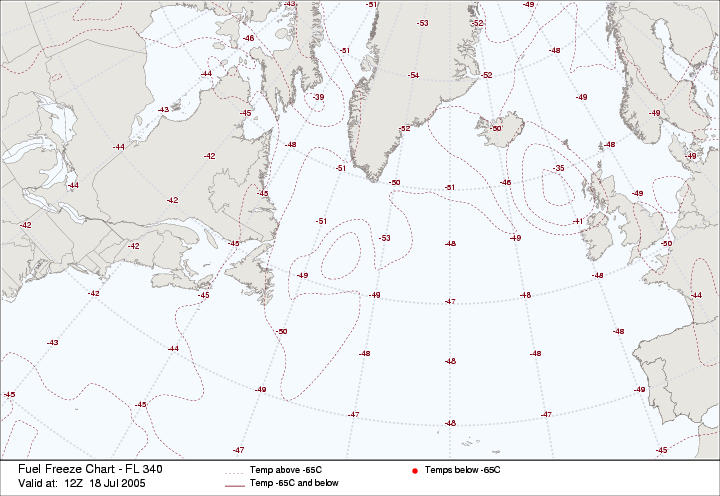 -43 -51
-46 -53 -52 -48
-51
-44 -54 -52
-39 -49
-43 -45 -49
-52 -50
-44 -42 -48 -48 -49
-51 -35
-44 -50 -51 -46
-42 -45 -49
-42 -51 -41
-42 -45 -53 -48 -49 -50
-49 -48
-42 -45 -49 -47 -48 -44
-50 -48
-43 -44 -48 -48 -48
-45 -49 -49
-45 -47 -48 -47
-47 -45
Fuel Freeze Chart - FL 340
Valid at: 12Z 18 Jul 2005
Temp above -65C
Temp -65C and below
Temps below -65C